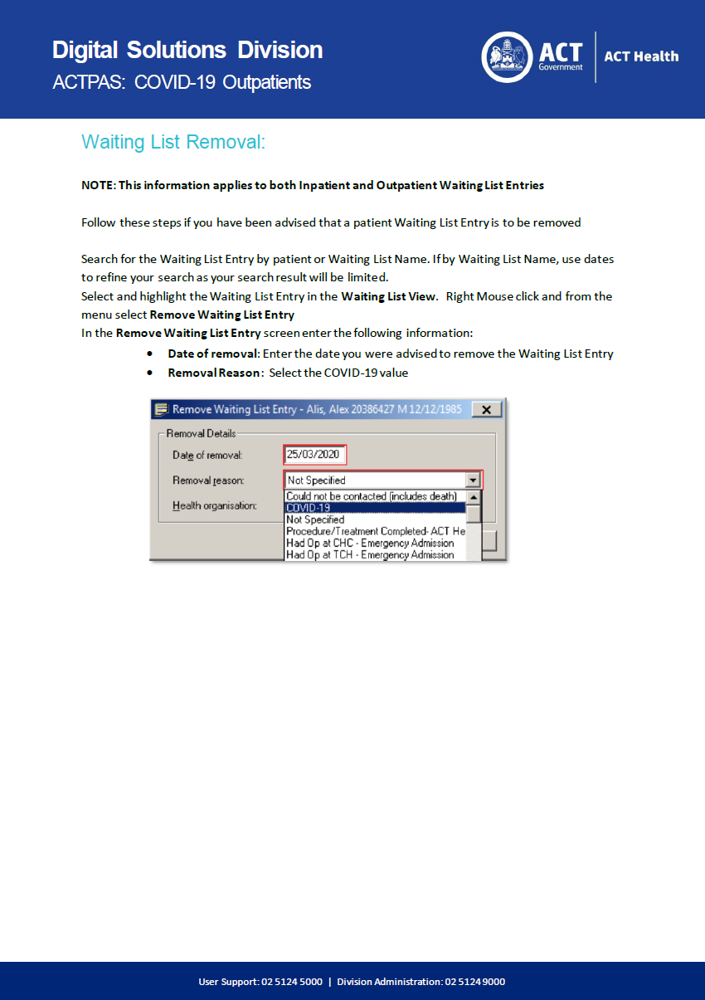 Digital Solutions Division
ACTPAS: COVID-19 Outpatients
ACT
Government
ACT Health
Waiting List Removal:
NOTE: This information applies to both Inpatient and Outpatient Waiting List Entries
Follow these steps if you have been advised that a patient Waiting List Entry is to be removed
Search for the Waiting List Entry by patient or Waiting List Name. If by Waiting List Name, use dates
to refine your search as your search result will be limited.
Select and highlight the Waiting List Entry in the Waiting List View. Right Mouse click and from the
menu select Remove Waiting List Entry
In the Remove Waiting List Entry screen enter the following information:
• Date of removal: Enter the date you were advised to remove the Waiting List Entry
• Removal Reason: Select the COVID-19 value
Remove Waiting List Entry - Alis, Alex 20386427 M 12/12/1985
Removal Details
Date of removal: 25/03/2020
Removal reason: Not Specified
Could not be contacted (includes death)
Health organisation: COVID-19
Not Specified
Procedure/Treatment Completed- ACT He
Had Op at CHC - Emergency Admission
Had Op at TCH - Emergency Admission
User Support: 02 5124 5000 | Division Administration: 02 5124 9000